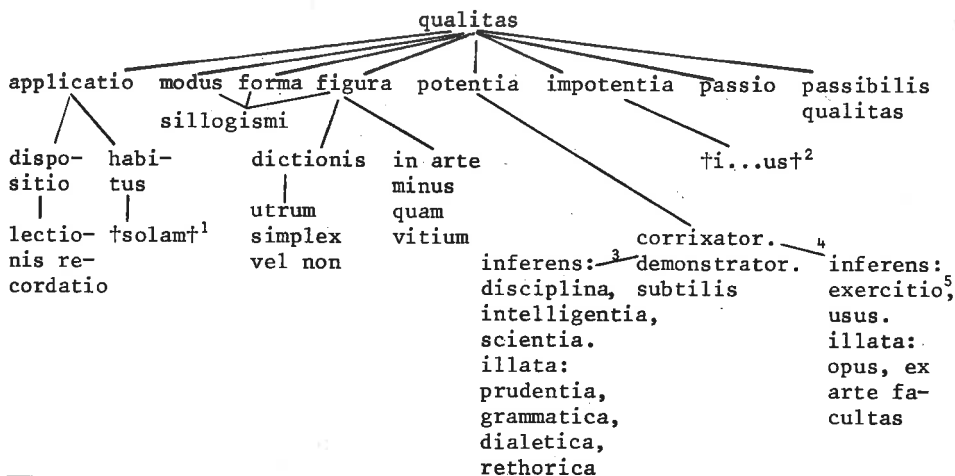 qualitas
applicatio modus forma figura potentia impotentia passio passibilis
qualitas
sillogismi
dispo- habi- dictionis in arte †i...us†²
sitio tus minus
utrum quam
lectio- †solam†¹ simplex vitium
nis re- vel non
cordatio
corrixator. 4
inferens: 3 demonstrator. inferens:
disciplina, subtilis exercitio⁵,
intelligentia, usus.
scientia. illata:
illata: opus, ex
prudentia, arte fa-
grammatica, cultas
dialetica,
rethorica